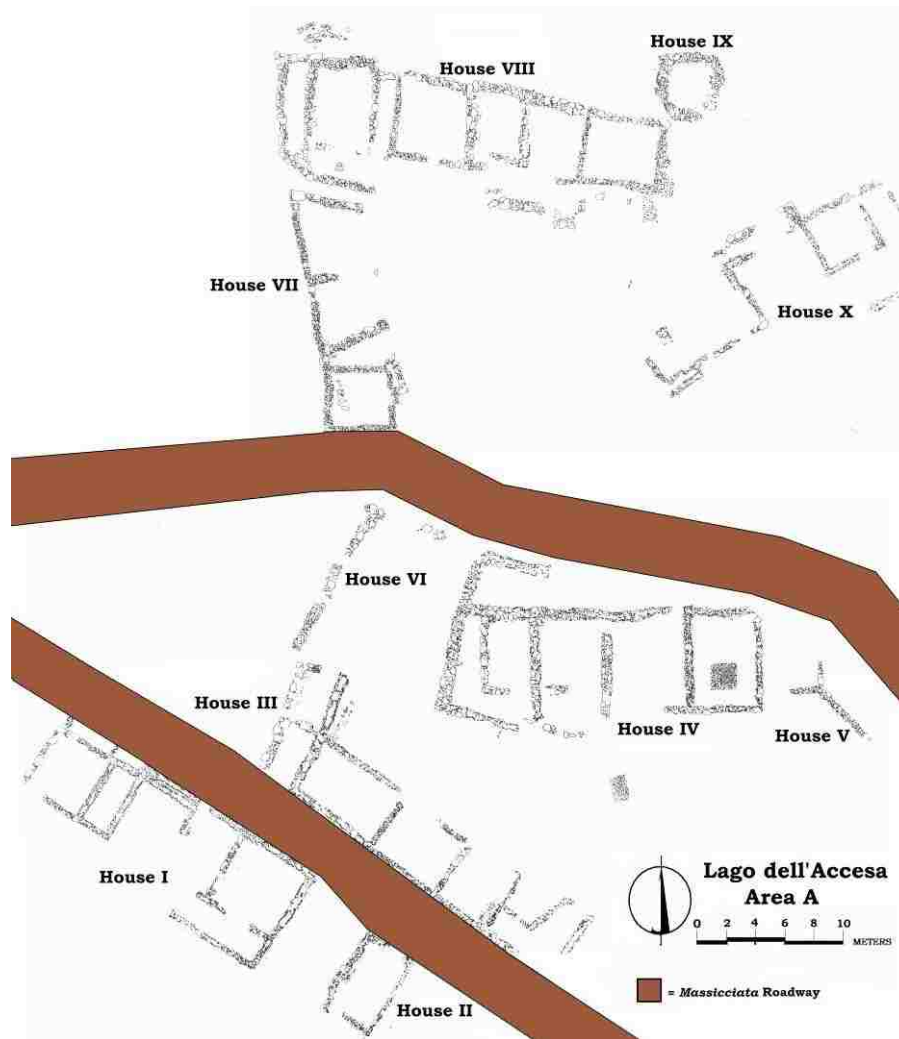 House IX
House VIII
House VII
House X
House VI
House III
House IV
House V
House I
House II
Lago dell'Accesa
Area A
0 2 4 6 8 10
METERS
= Massicciata Roadway